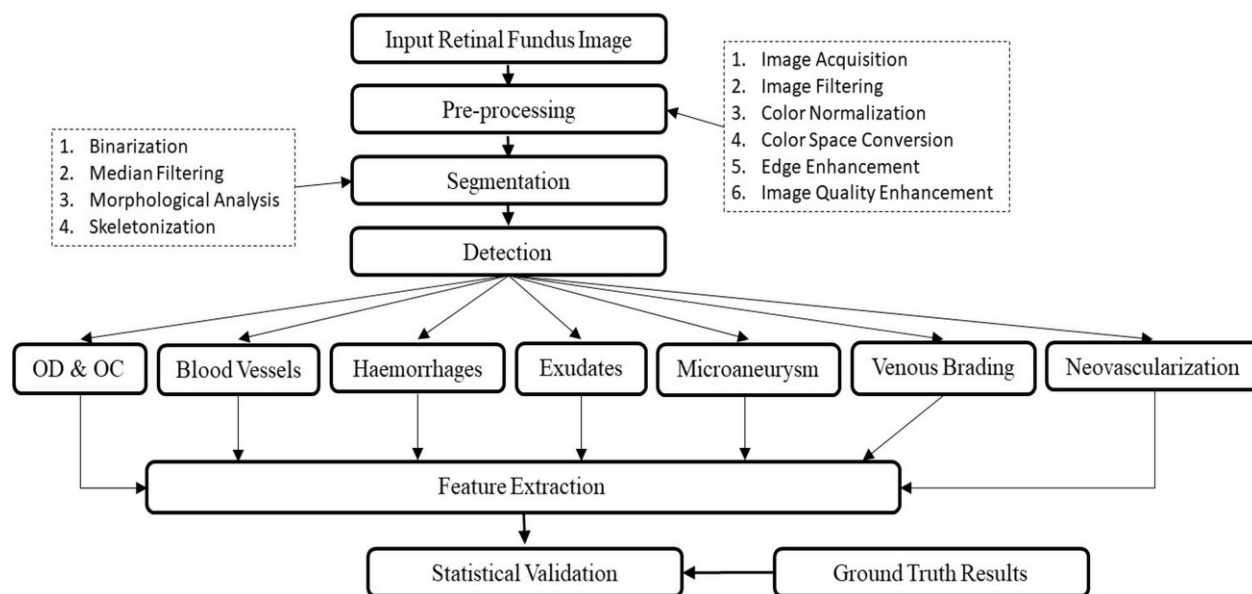 Input Retinal Fundus Image
1. Image Acquisition
2. Image Filtering
3. Color Normalization
4. Color Space Conversion
5. Edge Enhancement
6. Image Quality Enhancement
Pre-processing
1. Binarization
2. Median Filtering
3. Morphological Analysis
4. Skeletonization
Segmentation
Detection
OD & OC
Blood Vessels
Haemorrhages
Exudates
Microaneurysm
Venous Brading
Neovascularization
Feature Extraction
Statistical Validation
Ground Truth Results